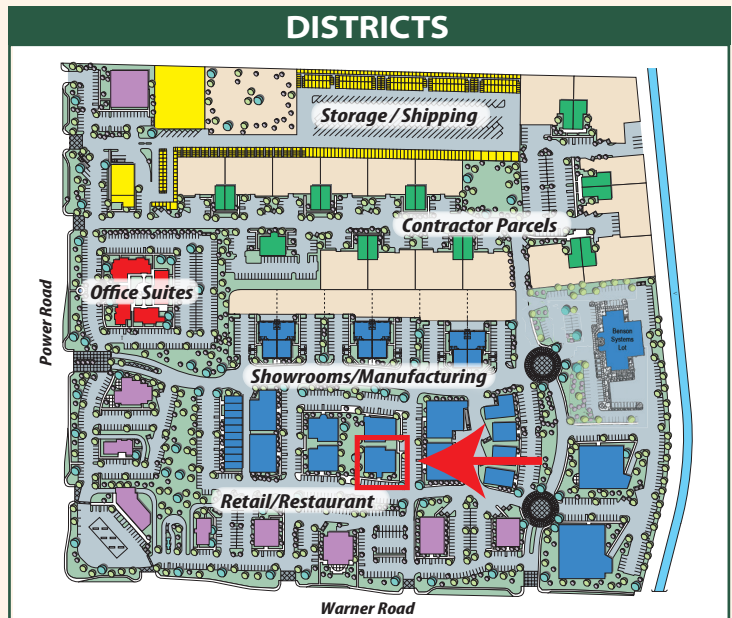 DISTRICTS
Storage / Shipping
Contractor Parcels
Office Suites
Power Road
Benson
Systems
Lot
Showrooms/Manufacturing
Retail/Restaurant
Warner Road